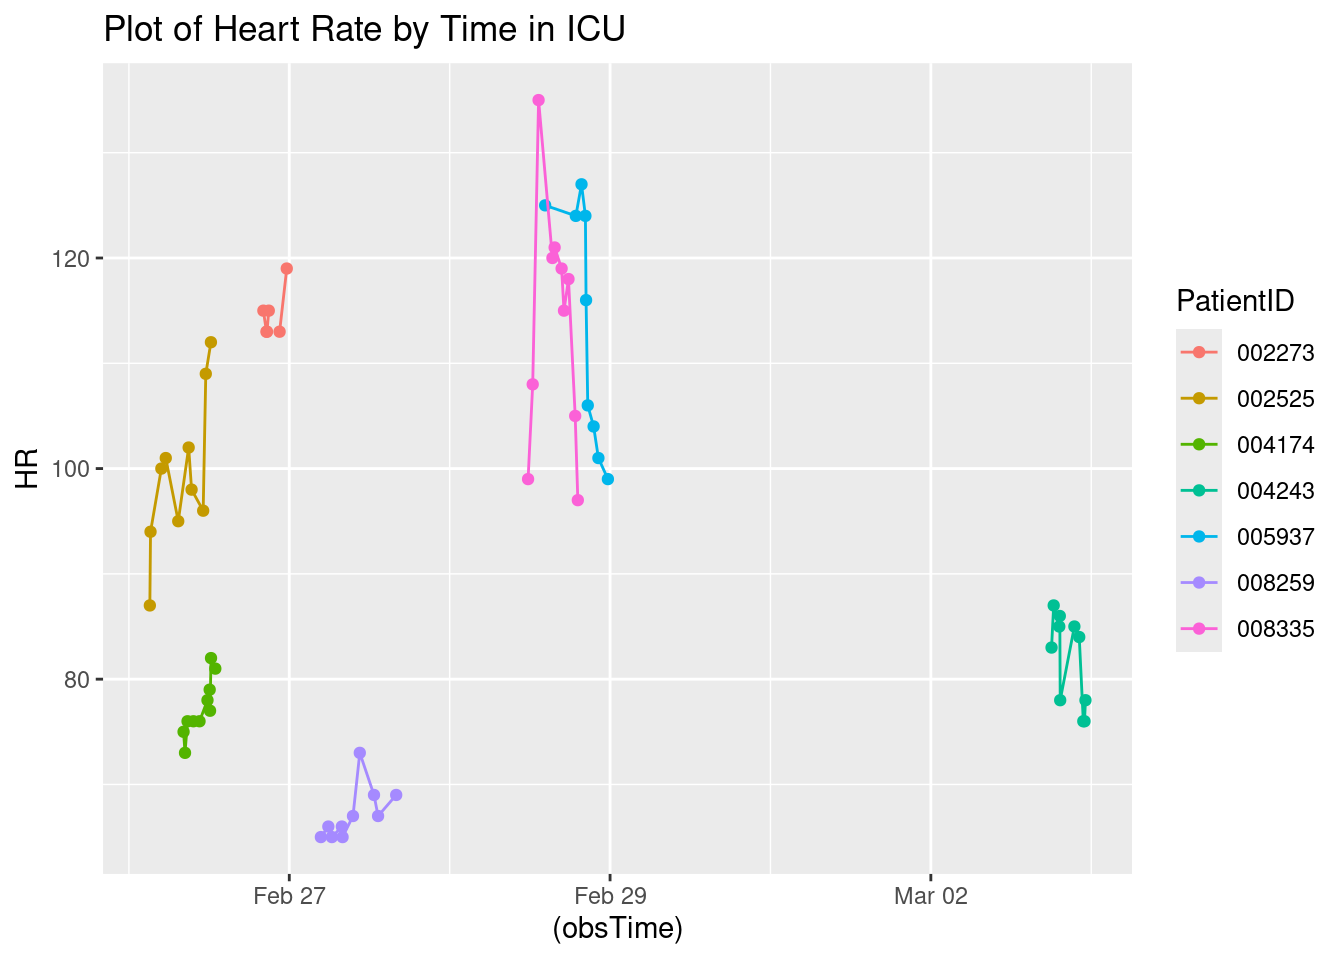 Plot of Heart Rate by Time in ICU
HR
120
100
80
Feb 27
Feb 29
Mar 02
(obsTime)
PatientID
002273
002525
004174
004243
005937
008259
008335